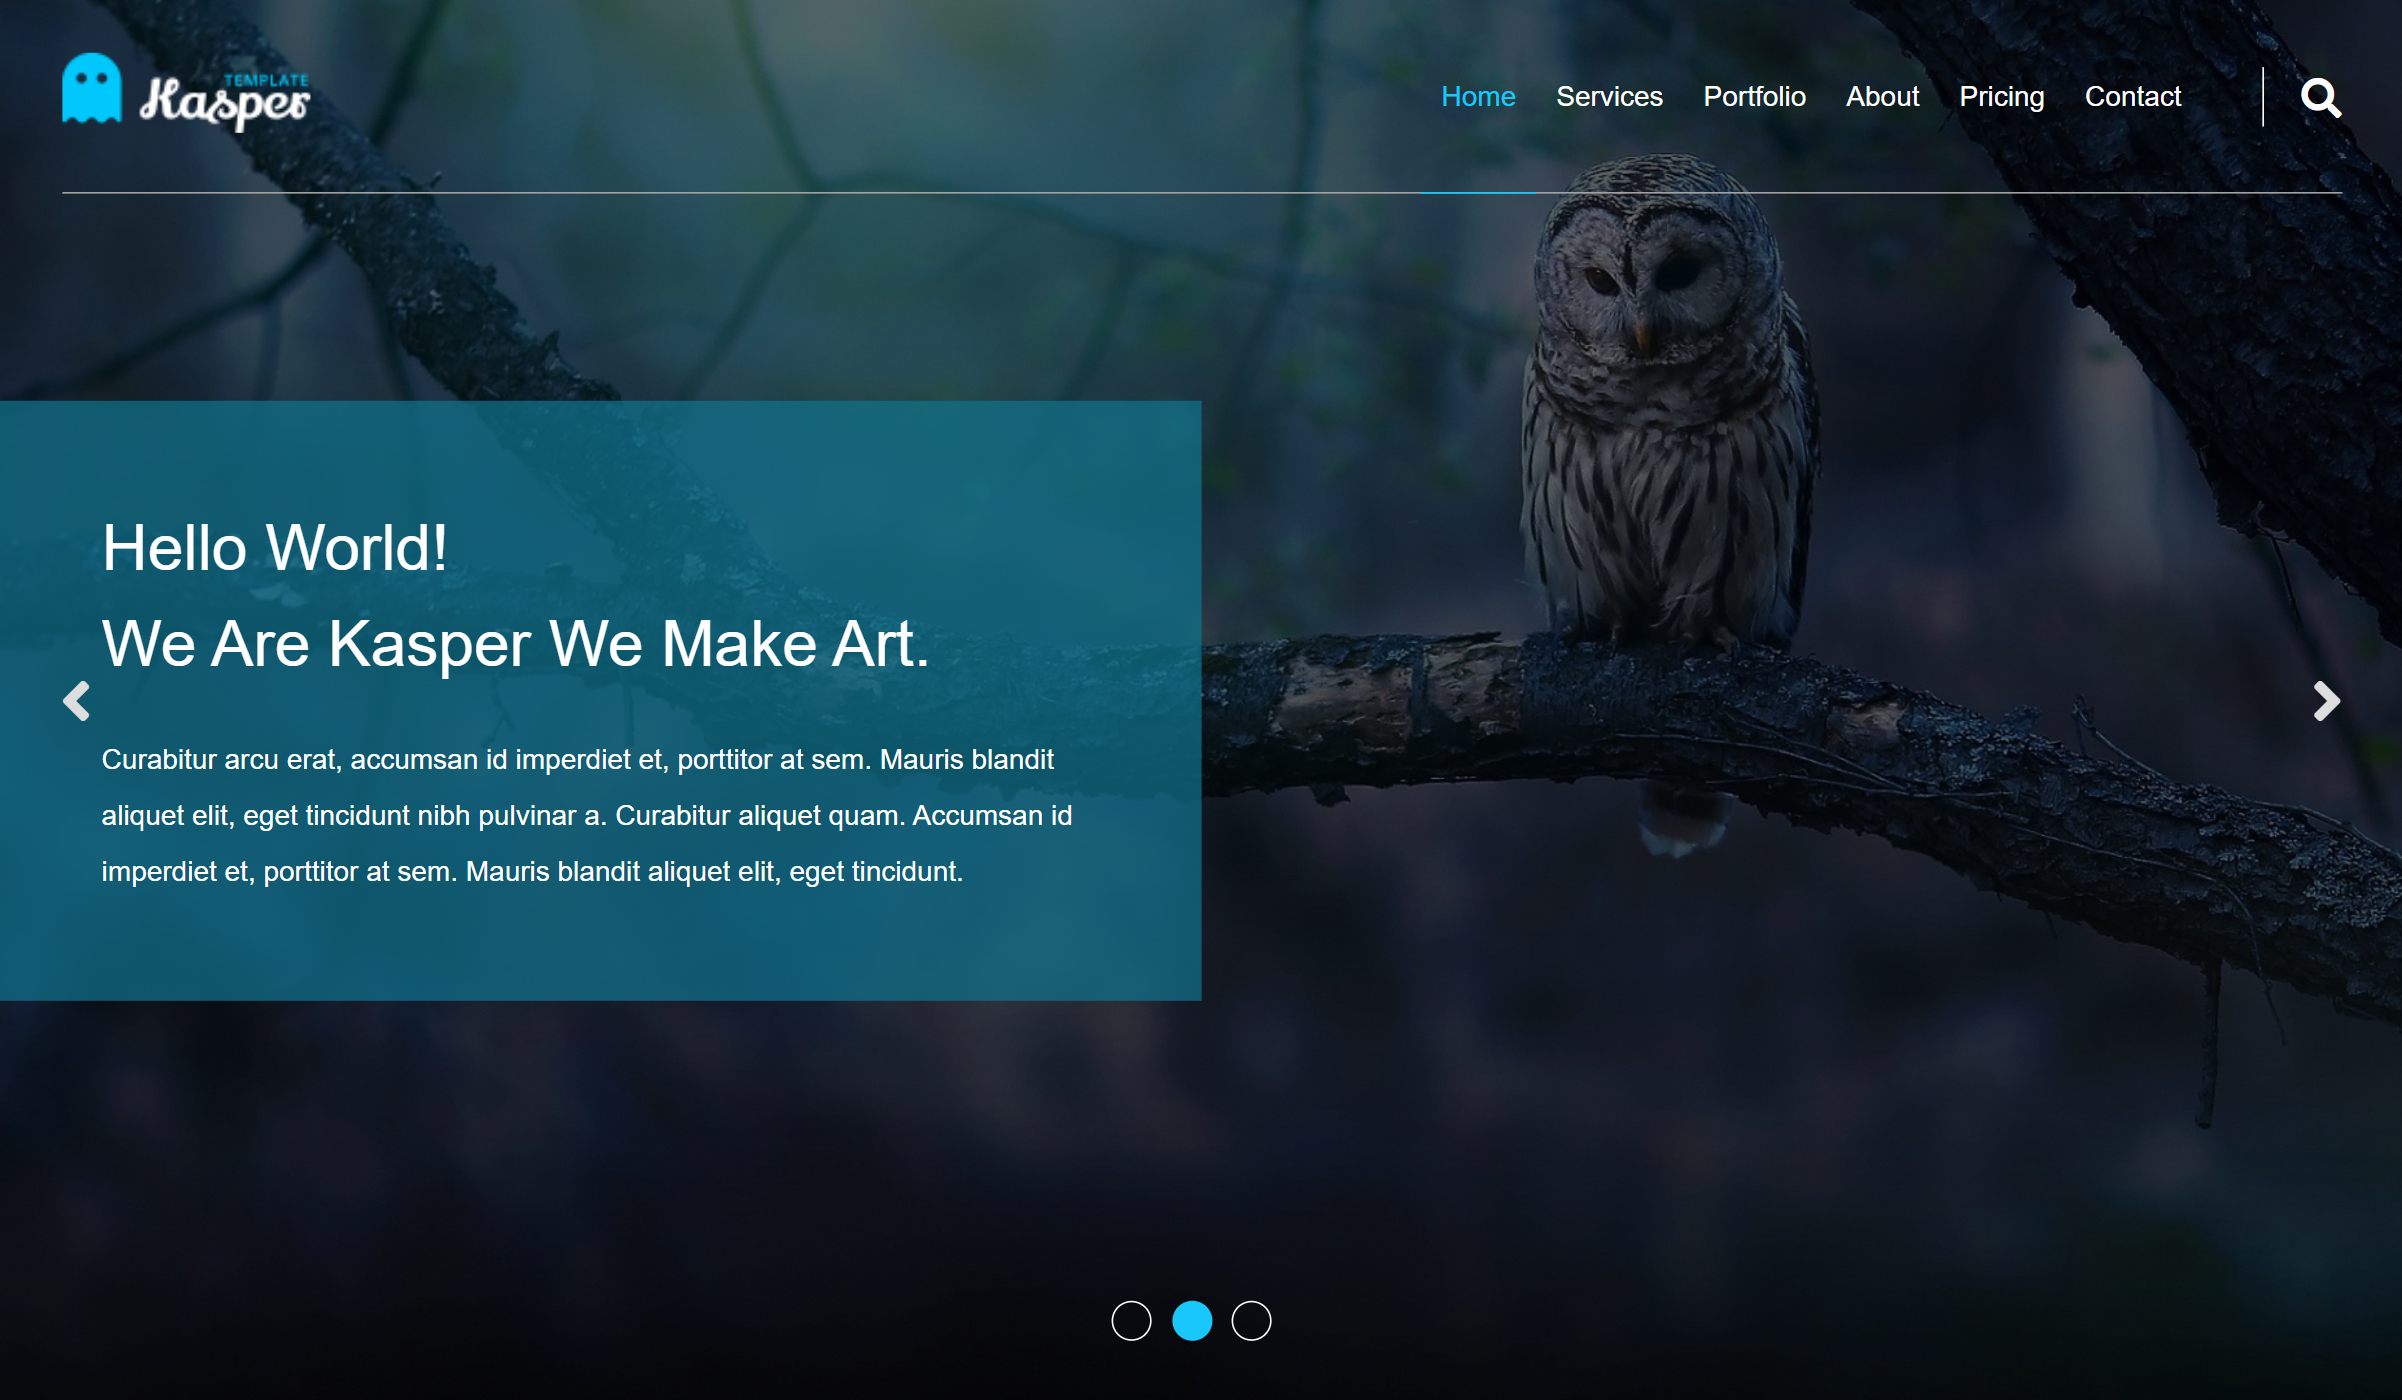 TEMPLATE
Kasper
Home Services Portfolio About Pricing Contact
Hello World!
We Are Kasper We Make Art.
Curabitur arcu erat, accumsan id imperdiet et, porttitor at sem. Mauris blandit
aliquet elit, eget tincidunt nibh pulvinar a. Curabitur aliquet quam. Accumsan id
imperdiet et, porttitor at sem. Mauris blandit aliquet elit, eget tincidunt.